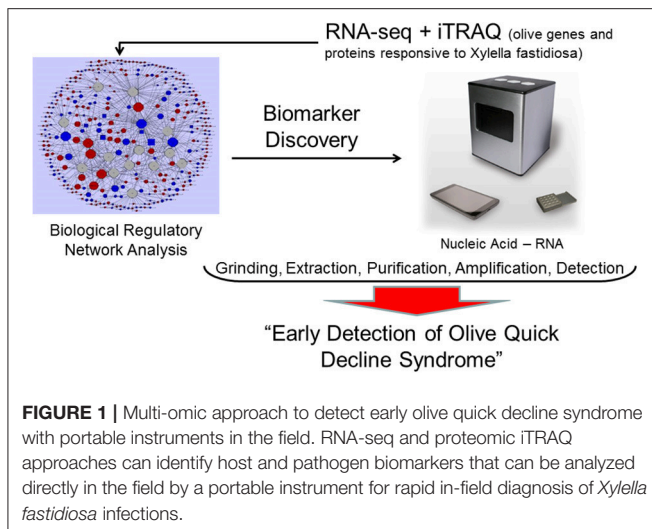 RNA-seq + iTRAQ (olive genes and
proteins responsive to Xylella fastidiosa)
Biomarker
Discovery
Biological Regulatory
Network Analysis
Nucleic Acid – RNA
Grinding, Extraction, Purification, Amplification, Detection
“Early Detection of Olive Quick
Decline Syndrome”
FIGURE 1 | Multi-omic approach to detect early olive quick decline syndrome
with portable instruments in the field. RNA-seq and proteomic iTRAQ
approaches can identify host and pathogen biomarkers that can be analyzed
directly in the field by a portable instrument for rapid in-field diagnosis of Xylella
fastidiosa infections.